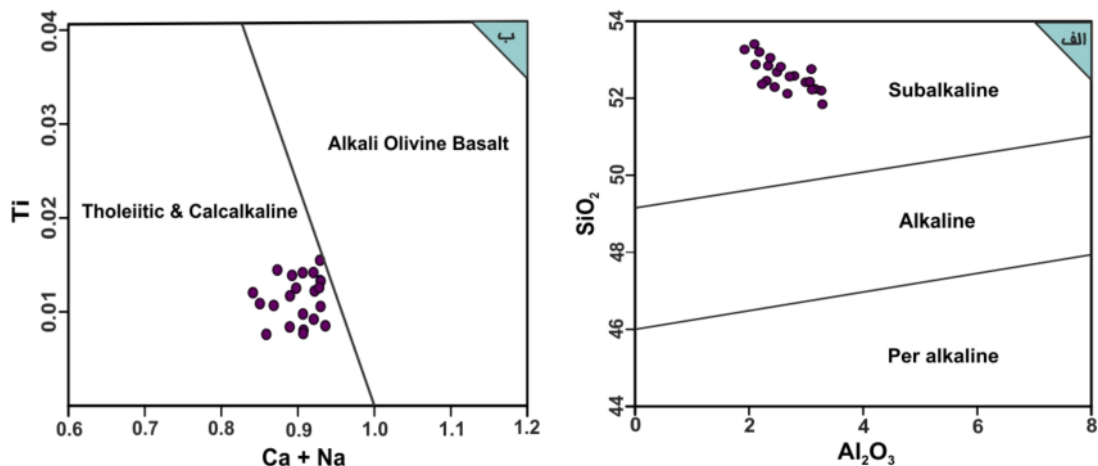 0.04
0.03
0.02
0.01
Ti
ب
Alkali Olivine Basalt
Tholeiitic & Calcalkaline
0.6 0.7 0.8 0.9 1.0 1.1 1.2
Ca + Na
54
52
50
48
46
44
SiO₂
الف
Subalkaline
Alkaline
Per alkaline
0 2 4 6 8
Al₂O₃